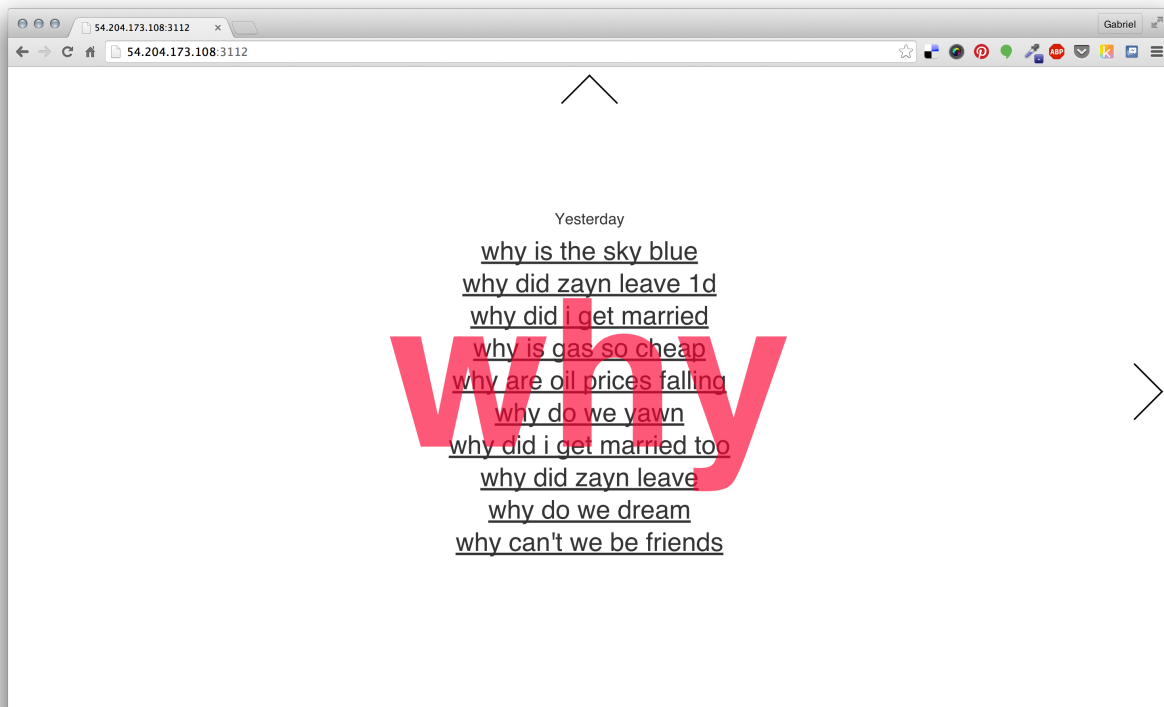 54.204.173.108:3112
Gabriel
54.204.173.108:3112
ABP
Yesterday
why is the sky blue
why did zayn leave 1d
why did i get married
why is gas so cheap
why are oil prices falling
why do we yawn
why did i get married too
why did zayn leave
why do we dream
why can't we be friends
why